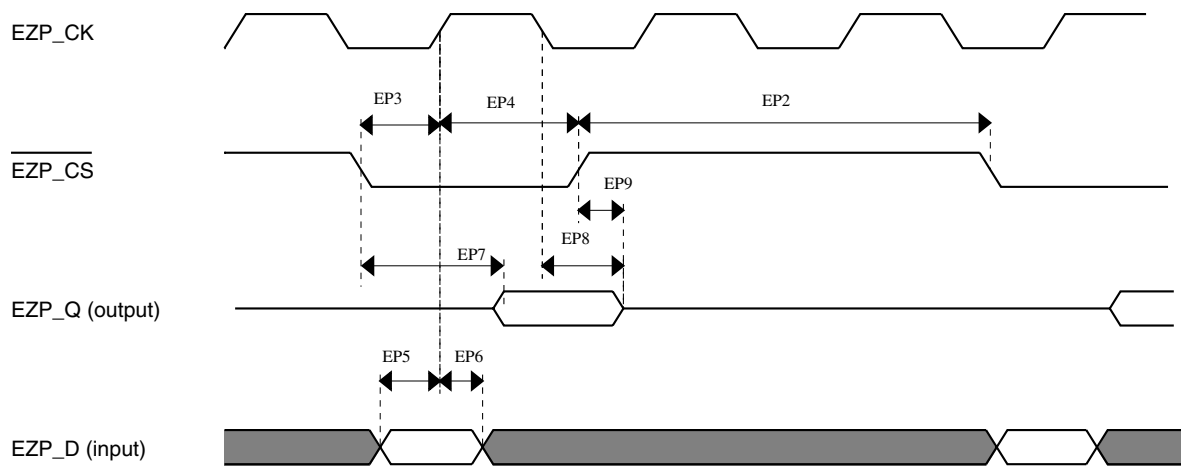 EZP_CK
EP3
EP4
EP2
EZP_CS
EP9
EP8
EP7
EZP_Q (output)
EP5
EP6
EZP_D (input)